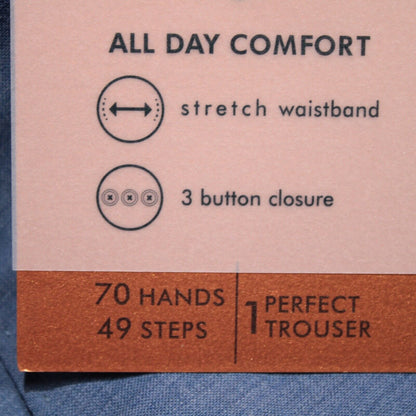 ALL DAY COMFORT
stretch waistband
3 button closure
70 HANDS
49 STEPS
1 PERFECT
TROUSER